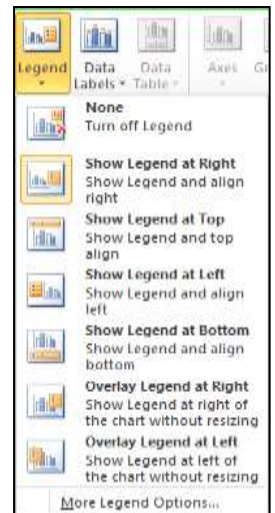 Legend Data Data Axes
Labels Table
None
Turn off Legend
Show Legend at Right
Show Legend and align
right
Show Legend at Top
Show Legend and top
align
Show Legend at Left
Show Legend and align
left
Show Legend at Bottom
Show Legend and align
bottom
Overlay Legend at Right
Show Legend at right of
the chart without resizing
Overlay Legend at Left
Show Legend at left of
the chart without resizing
More Legend Options...